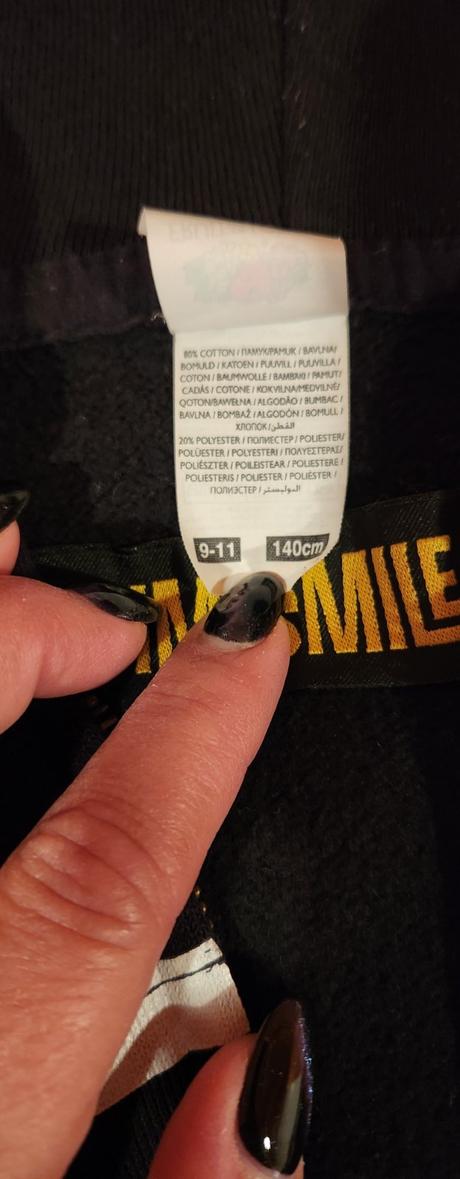 80% COTTON / ПАМУК/PAMUK / BAVLNA/
BOMULD / KATOEN / PUUVILL / PUUVILLA /
COTON / BAUMWOLLE / ΒΑΜΒΑΚΙ / PAMUT/
CADÁS / COTONE / KOKVILNA/MEDVILNĖ/
QOTON/BAWEŁNA / ALGODÃO / BUMBAC /
BAVLNA / BOMBAŽ / ALGODÓN / BOMULL /
ХЛОПОК/القطن
20% POLYESTER / ПОЛИЕСТЕР / POLIESTER/
POLÜESTER / POLYESTERI / ΠΟΛΥΕΣΤΕΡΑΣ/
POLIÉSZTER / POILEISTEAR / POLIESTERE /
POLIESTERIS / POLIESTER / POLIÉSTER /
ПОЛИЭСТЕР / البوليستر
9-11 140cm
SMILE